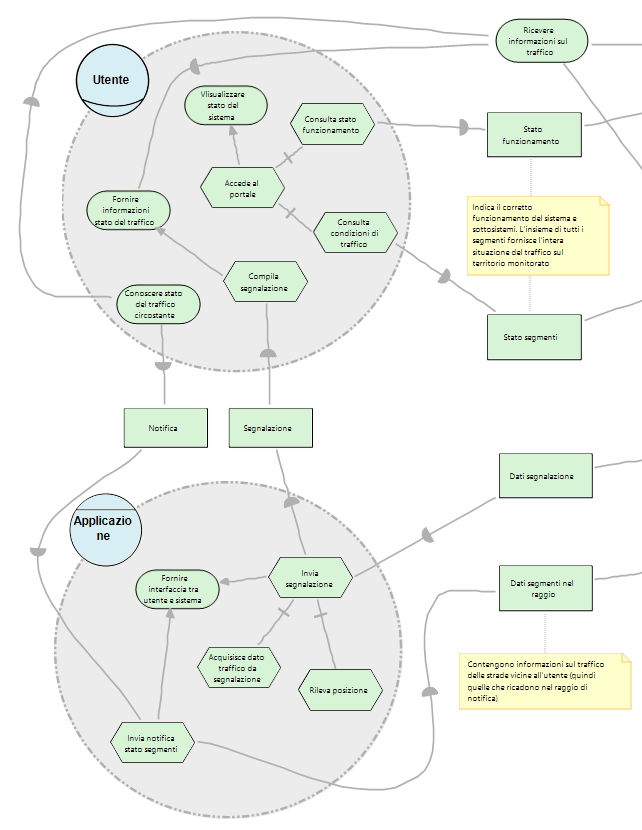 Ricevere
informazioni sul
traffico
Utente
VIsualizzare
stato del
sistema
Consulta stato
funzionamento
Stato
funzionamento
Accede al
portale
Fornire
informazioni
stato del traffico
Consulta
condizioni di
traffico
Indica il corretto
funzionamento del sistema e
sottosistemi. L'insieme di tutti i
segmenti fornisce l'intera
situazione del traffico sul
territorio monitorato
Compila
segnalazione
Conoscere stato
del traffico
circostante
Stato segmenti
Notifica
Segnalazione
Dati segnalazione
Applicazio
ne
Fornire
interfaccia tra
utente e sistema
Invia
segnalazione
Dati segmenti nel
raggio
Acquisisce dato
traffico da
segnalazione
Rileva posizione
Contengono informazioni sul traffico
delle strade vicine all'utente (quindi
quelle che ricadono nel raggio di
notifica)
Invia notifica
stato segmenti